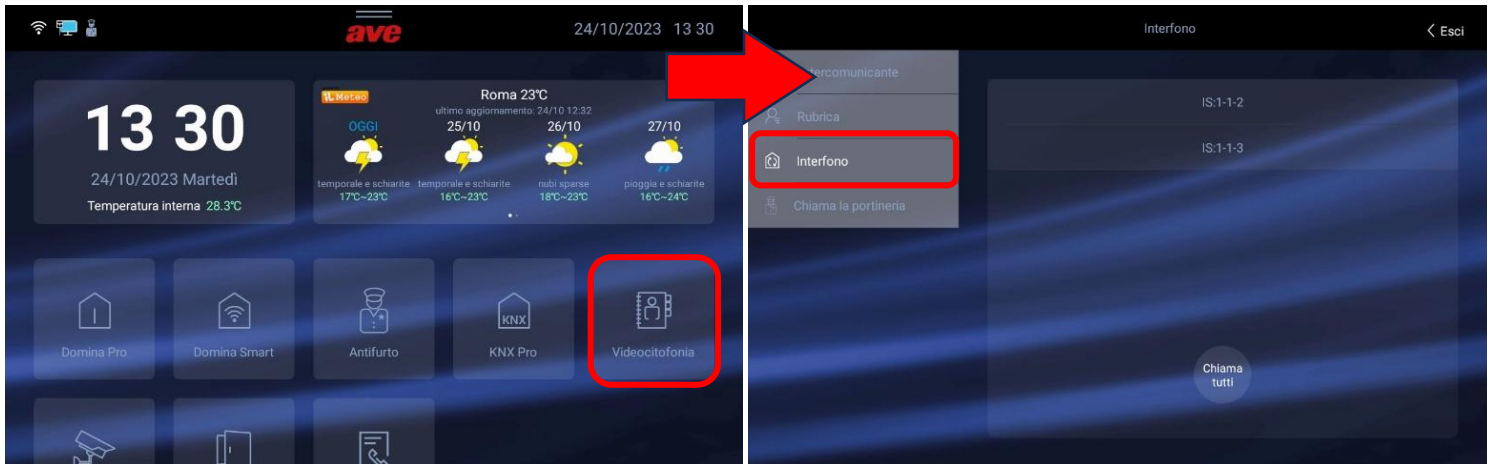 ave
24/10/2023 13 30
13 30
24/10/2023 Martedì
Temperatura interna 28.3℃
iL Meteo
Roma 23℃
ultimo aggiornamento: 24/10 12:32
OGGI 25/10 26/10 27/10
temporale e schiarite temporale e schiarite nubi sparse pioggia e schiarite
17℃~23℃ 16℃~23℃ 18℃~23℃ 16℃~24℃
Domina Pro
Domina Smart
Antifurto
KNX
KNX Pro
Videocitofonia
Interfono
Esci
tercomunicante
Rubrica
Interfono
Chiama la portineria
IS:1-1-2
IS:1-1-3
Chiama
tutti